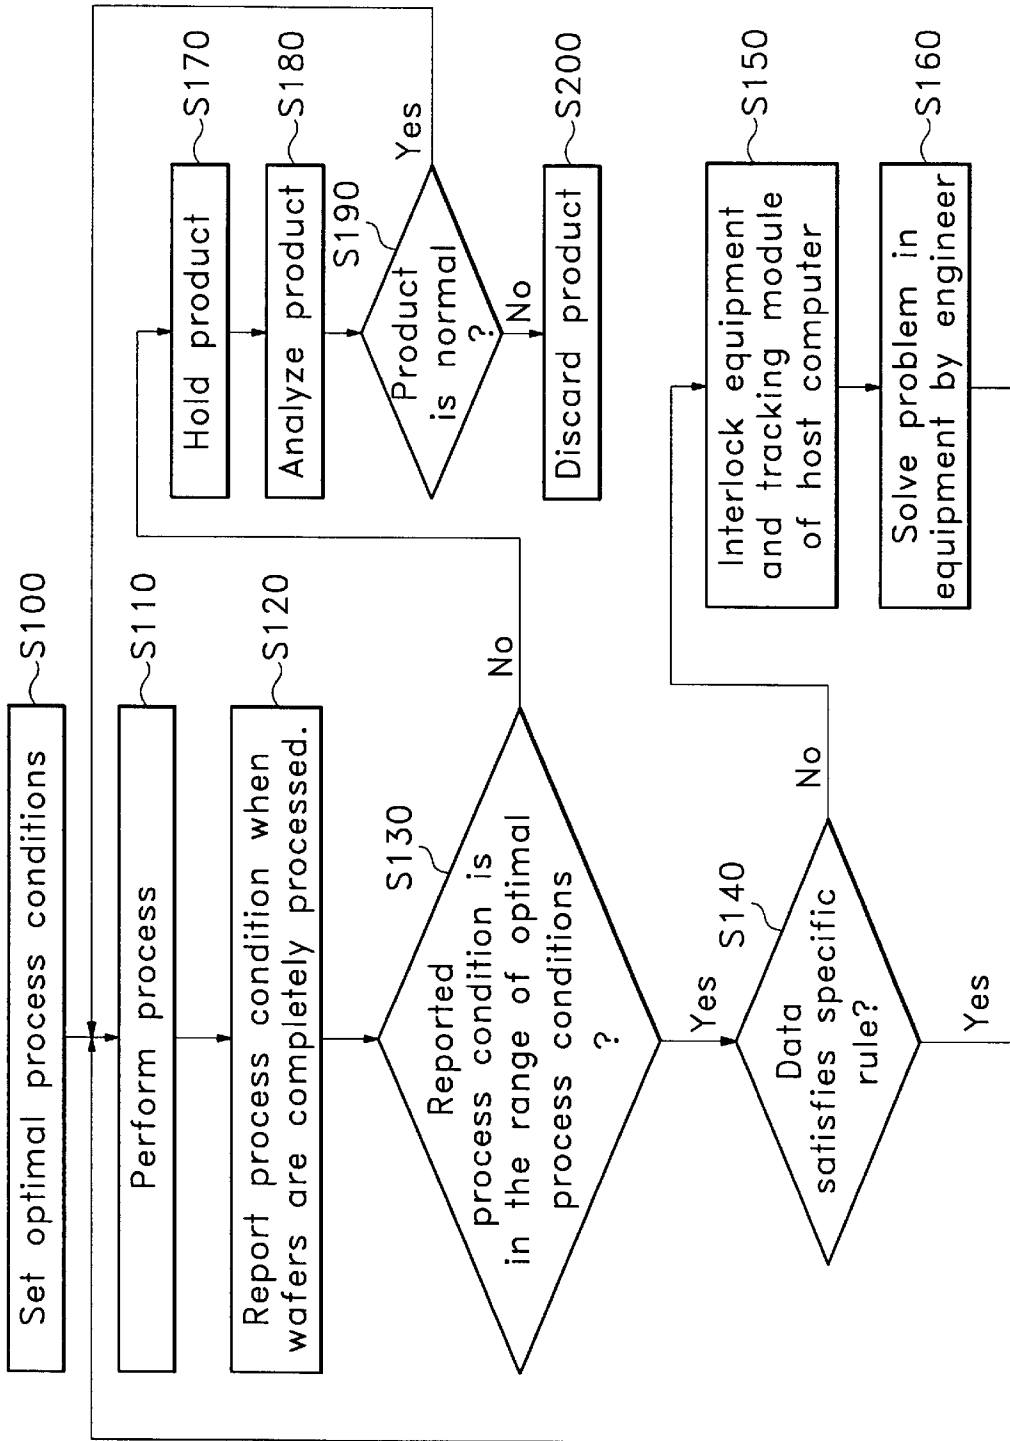 Set optimal process conditions
S100
Perform process
S110
Report process condition when
wafers are completely processed.
S120
Reported
process condition is
in the range of optimal
process conditions
?
S130
No
Yes
Data
satisfies specific
rule?
S140
No
Yes
Hold product
S170
Analyze product
S180
Product
is normal
?
S190
Yes
No
Discard product
S200
Interlock equipment
and tracking module
of host computer
S150
Solve problem in
equipment by engineer
S160